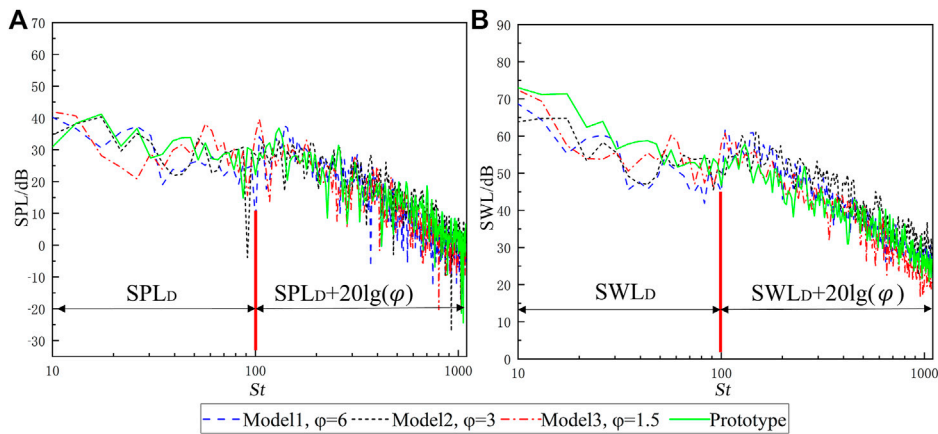 A
70
60
50
40
30
20
10
0
-10
-20
-30
SPL/dB
SPLD
SPLD+20lg(φ)
10
100
1000
St
B
90
80
70
60
50
40
30
20
10
0
SWL/dB
SWLD
SWLD+20lg(φ)
10
100
1000
St
Model1, φ=6 Model2, φ=3 Model3, φ=1.5 Prototype